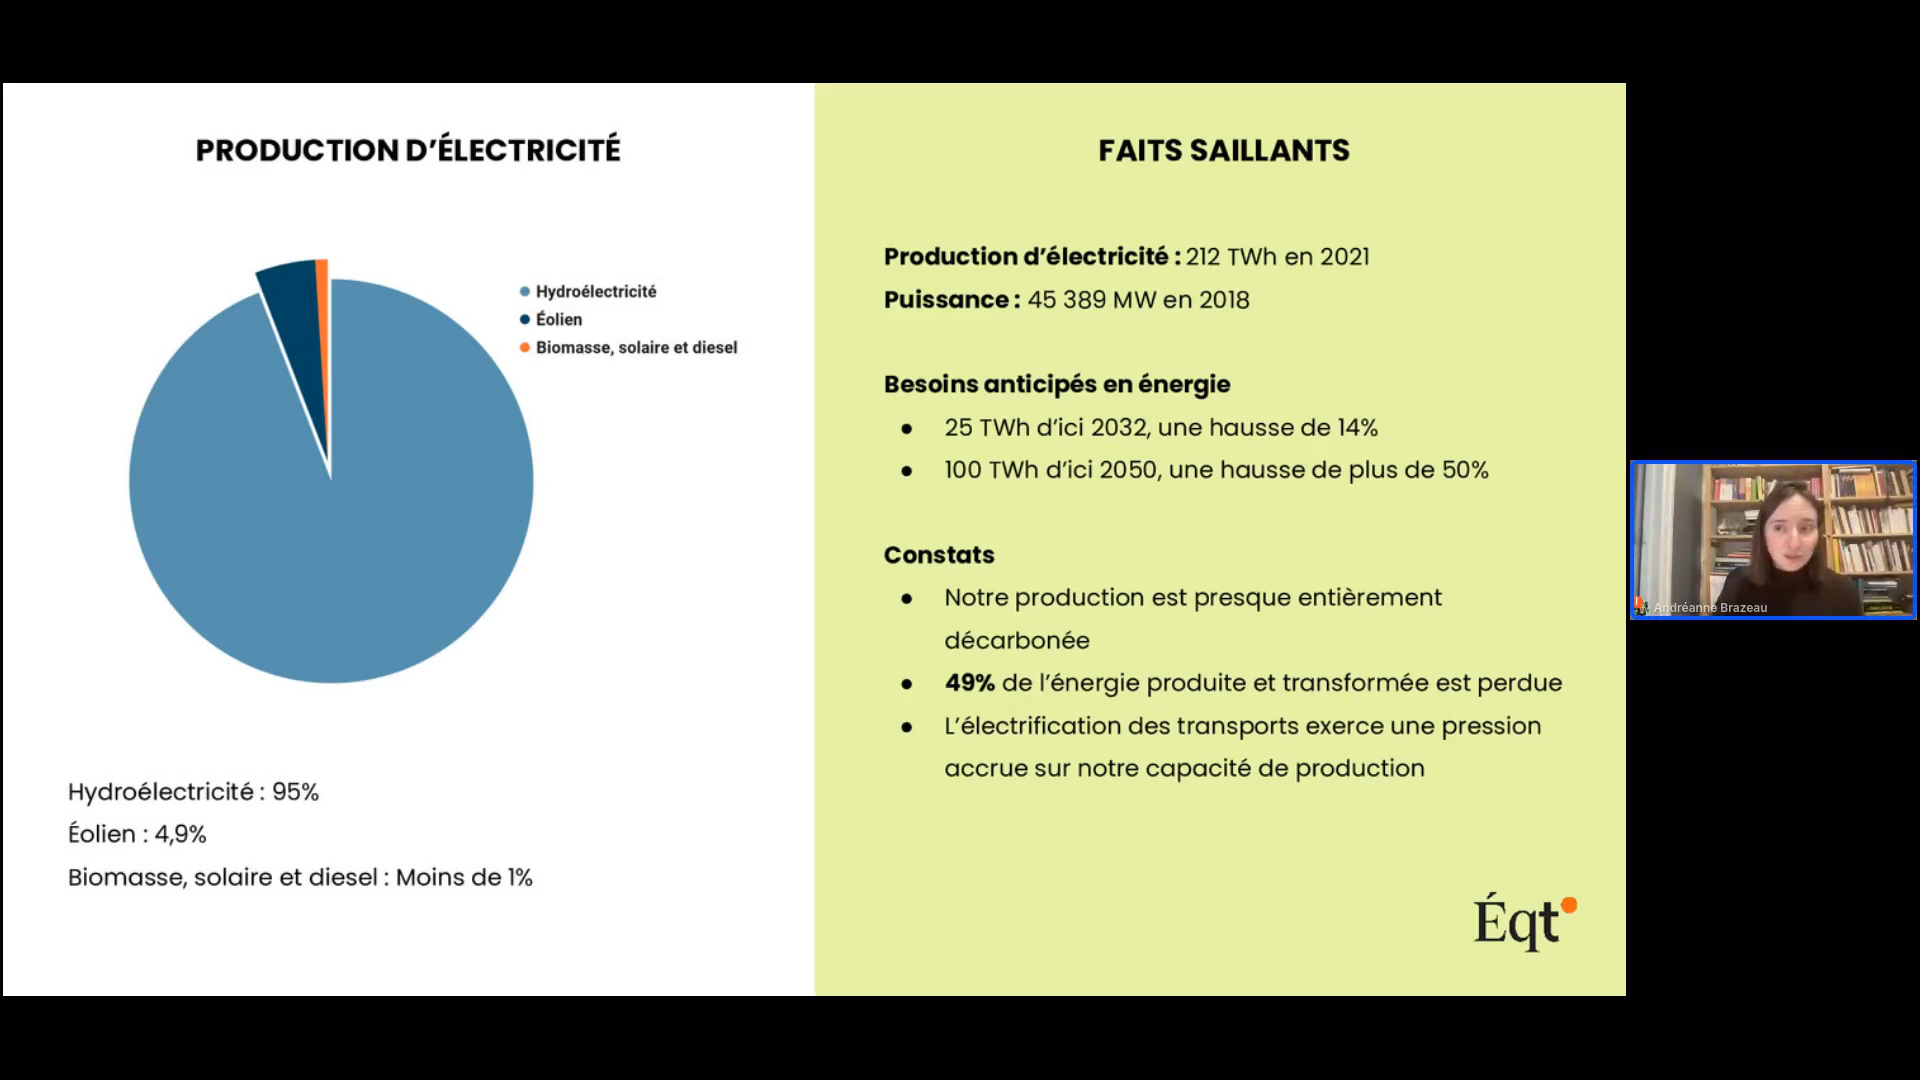 PRODUCTION D’ÉLECTRICITÉ
Hydroélectricité
Éolien
Biomasse, solaire et diesel
Hydroélectricité : 95%
Éolien : 4,9%
Biomasse, solaire et diesel : Moins de 1%
FAITS SAILLANTS
Production d’électricité : 212 TWh en 2021
Puissance : 45 389 MW en 2018
Besoins anticipés en énergie
● 25 TWh d’ici 2032, une hausse de 14%
● 100 TWh d’ici 2050, une hausse de plus de 50%
Constats
● Notre production est presque entièrement
décarbonée
● 49% de l’énergie produite et transformée est perdue
● L’électrification des transports exerce une pression
accrue sur notre capacité de production
Éqt
Andréanne Brazeau